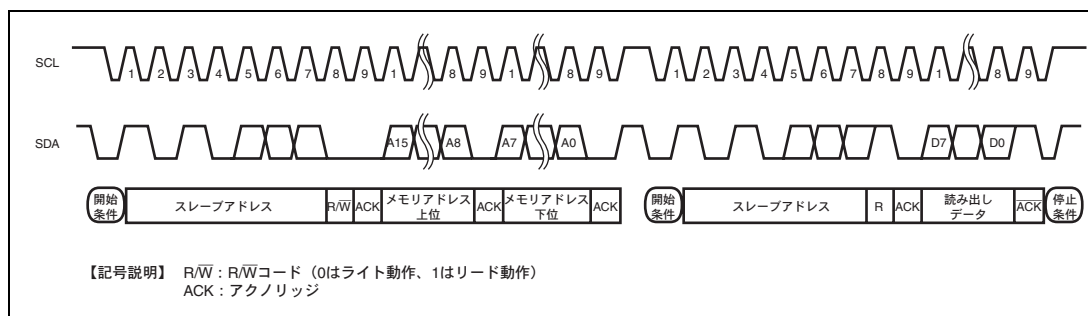 SCL
1 2 3 4 5 6 7 8 9 1 8 9 1 8 9 1 2 3 4 5 6 7 8 9 1 8 9
SDA
A15 A8 A7 A0 D7 D0
開始条件 スレーブアドレス R/W̅ ACK メモリアドレス上位 ACK メモリアドレス下位 ACK 開始条件 スレーブアドレス R ACK 読み出しデータ A̅C̅K̅ 停止条件
【記号説明】 R/W̅:R/W̅コード(0はライト動作、1はリード動作)
ACK:アクノリッジ